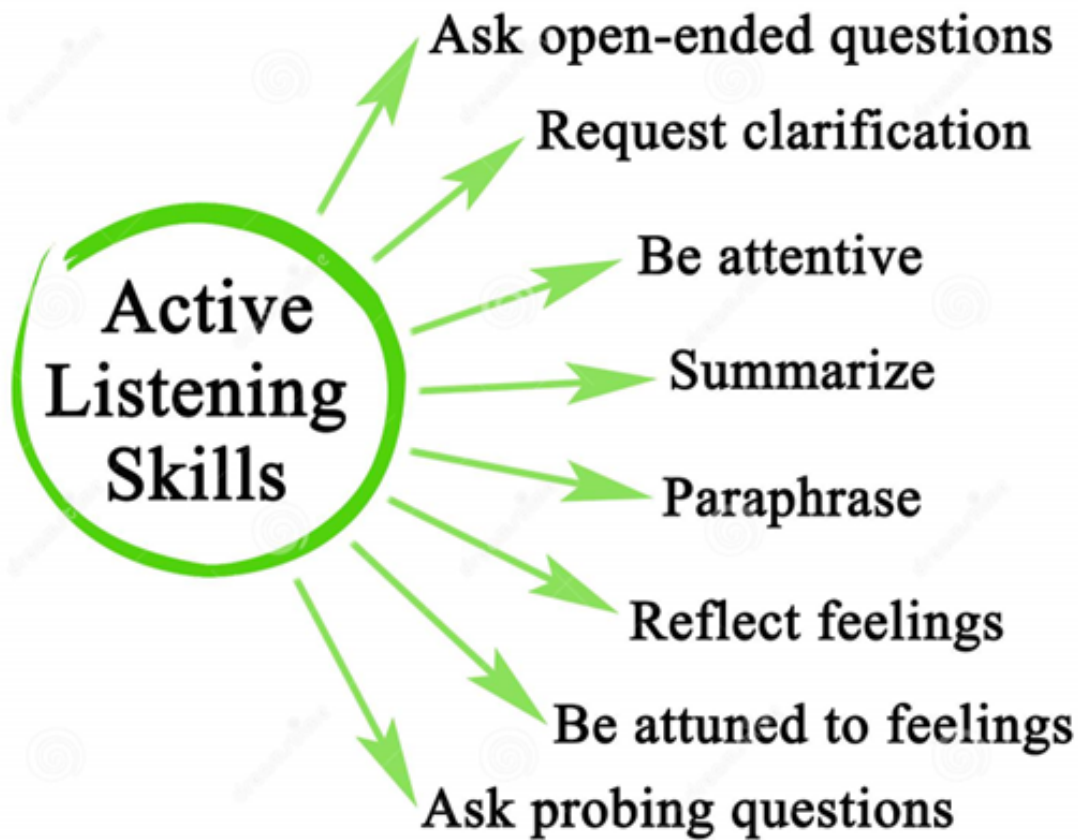 Ask open-ended questions
Request clarification
Be attentive
Active
Listening
Skills
Summarize
Paraphrase
Reflect feelings
Be attuned to feelings
Ask probing questions